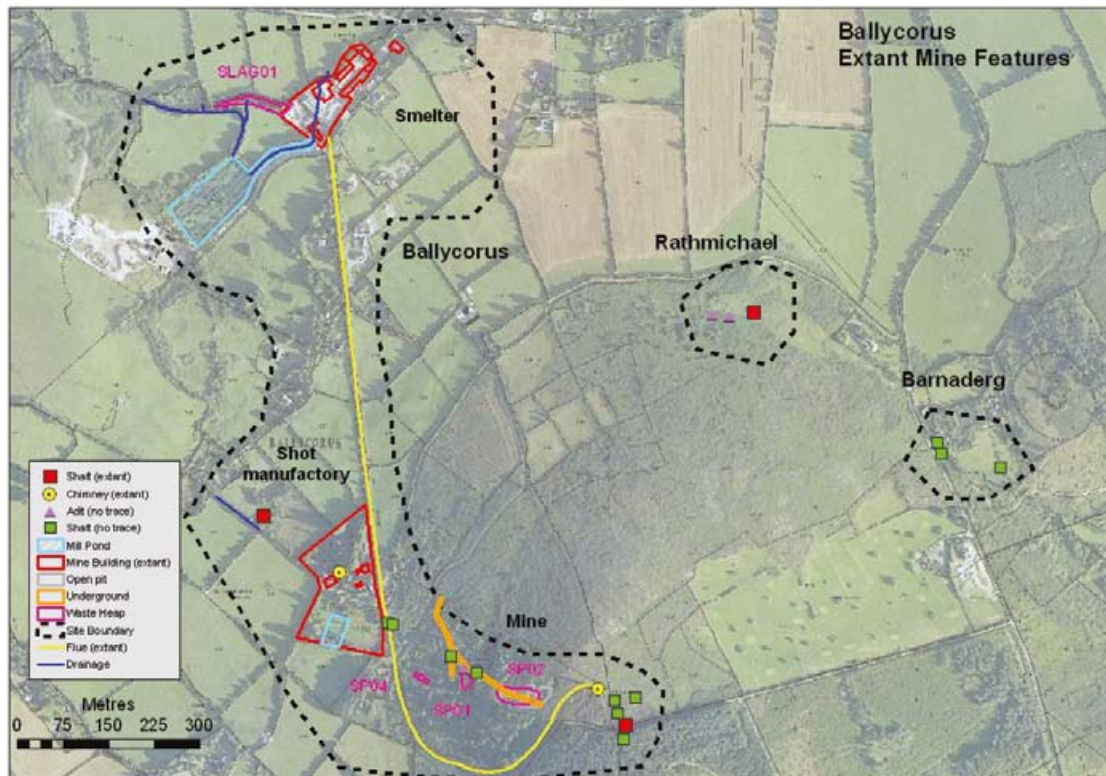 Ballycorus
Extant Mine Features
SLAG01
Smelter
Ballycorus
Rathmichael
Barnaderg
BALLYCORUS
Shot
manufactory
Mine
SP04
SP01
SP02
Shaft (extant)
Chimney (extant)
Adit (no trace)
Shaft (no trace)
Mill Pond
Mine Building (extant)
Open pit
Underground
Waste Heap
Site Boundary
Flue (extant)
Drainage
Metres
0 75 150 225 300